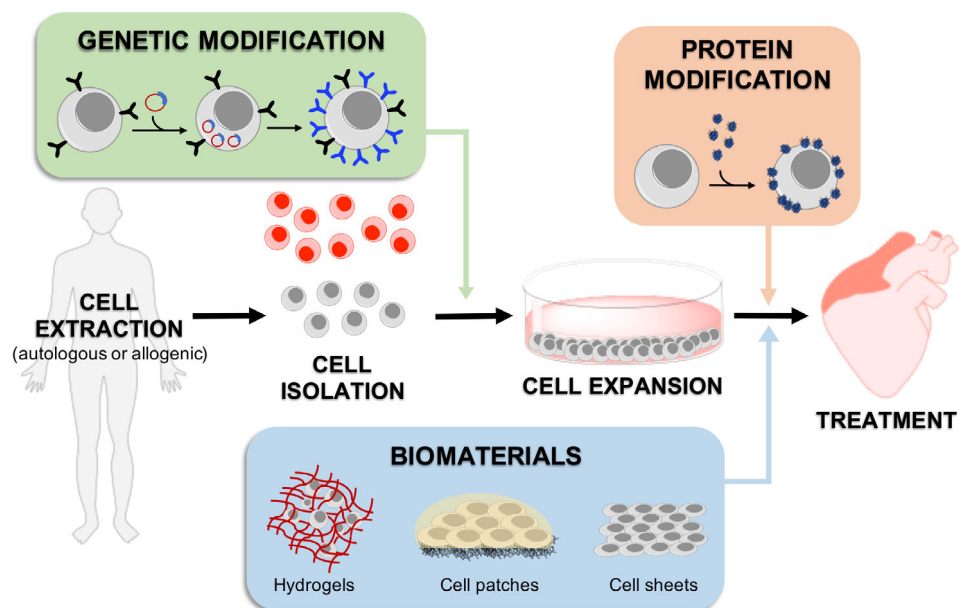 GENETIC MODIFICATION
PROTEIN
MODIFICATION
CELL
EXTRACTION
(autologous or allogenic)
CELL
ISOLATION
CELL EXPANSION
TREATMENT
BIOMATERIALS
Hydrogels
Cell patches
Cell sheets